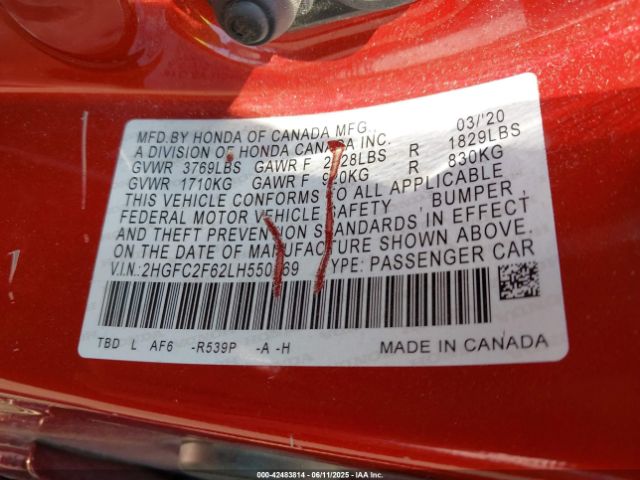 MFD.BY HONDA OF CANADA MFG. 03/'20
A DIVISION OF HONDA CANADA INC.
GVWR 3769LBS GAWR F LBS R 1829LBS
GVWR 1710KG GAWR F KG R 830KG
THIS VEHICLE CONFORMS TO ALL APPLICABLE
FEDERAL MOTOR VEHICLE SAFETY BUMPER,
AND THEFT PREVENTION STANDARDS IN EFFECT
ON THE DATE OF MANUFACTURE SHOWN ABOVE.
V.I.N.: TYPE: PASSENGER CAR
TBD L AF6 -R539P -A -H MADE IN CANADA
000-42483814 - 06/11/2025 - IAA Inc.